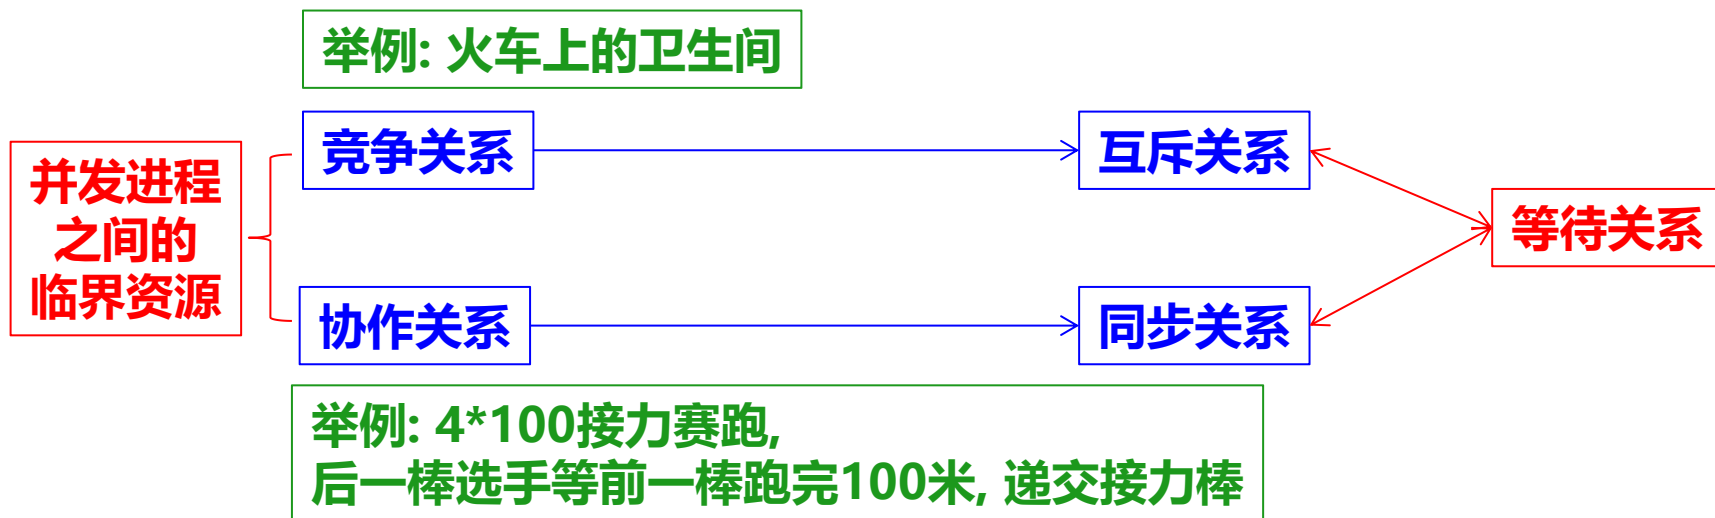 举例: 火车上的卫生间
并发进程
之间的
临界资源
竞争关系
互斥关系
等待关系
协作关系
同步关系
举例: 4*100接力赛跑,
后一棒选手等前一棒跑完100米, 递交接力棒